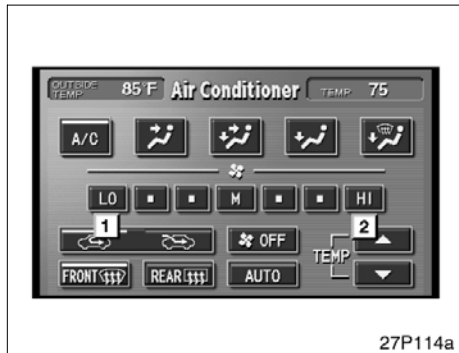 OUTSIDE TEMP 85°F Air Conditioner TEMP 75
A/C
LO M HI
1 2
OFF TEMP
FRONT REAR AUTO
27P114a